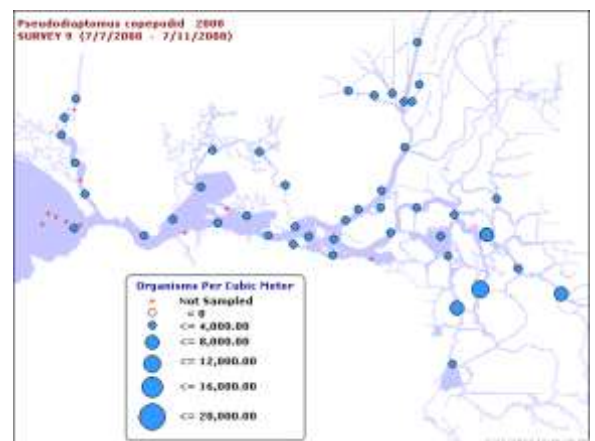 Pseudodiaptomus copepudid 2008
SURVEY 9 (7/7/2008 - 7/11/2008)
Organisms Per Cubic Meter
Not Sampled
= 0
<= 4,000.00
<= 8,000.00
<= 12,000.00
<= 16,000.00
<= 20,000.00